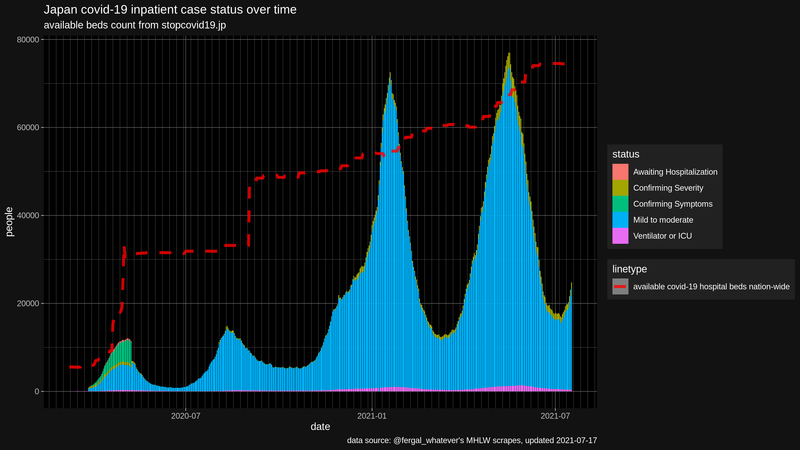 Japan covid-19 inpatient case status over time
available beds count from stopcovid19.jp
80000
60000
40000
20000
0
people
2020-07
2021-01
2021-07
date
status
Awaiting Hospitalization
Confirming Severity
Confirming Symptoms
Mild to moderate
Ventilator or ICU
linetype
available covid-19 hospital beds nation-wide
data source: @fergal_whatever's MHLW scrapes, updated 2021-07-17